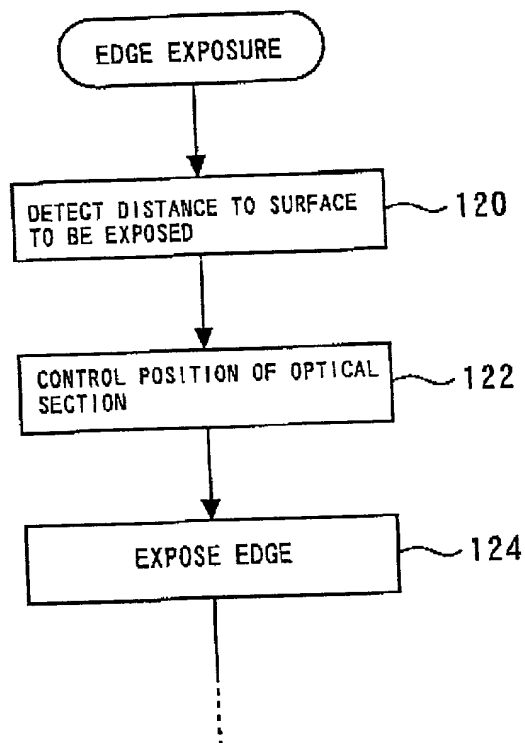 EDGE EXPOSURE
DETECT DISTANCE TO SURFACE
TO BE EXPOSED
120
CONTROL POSITION OF OPTICAL
SECTION
122
EXPOSE EDGE
124